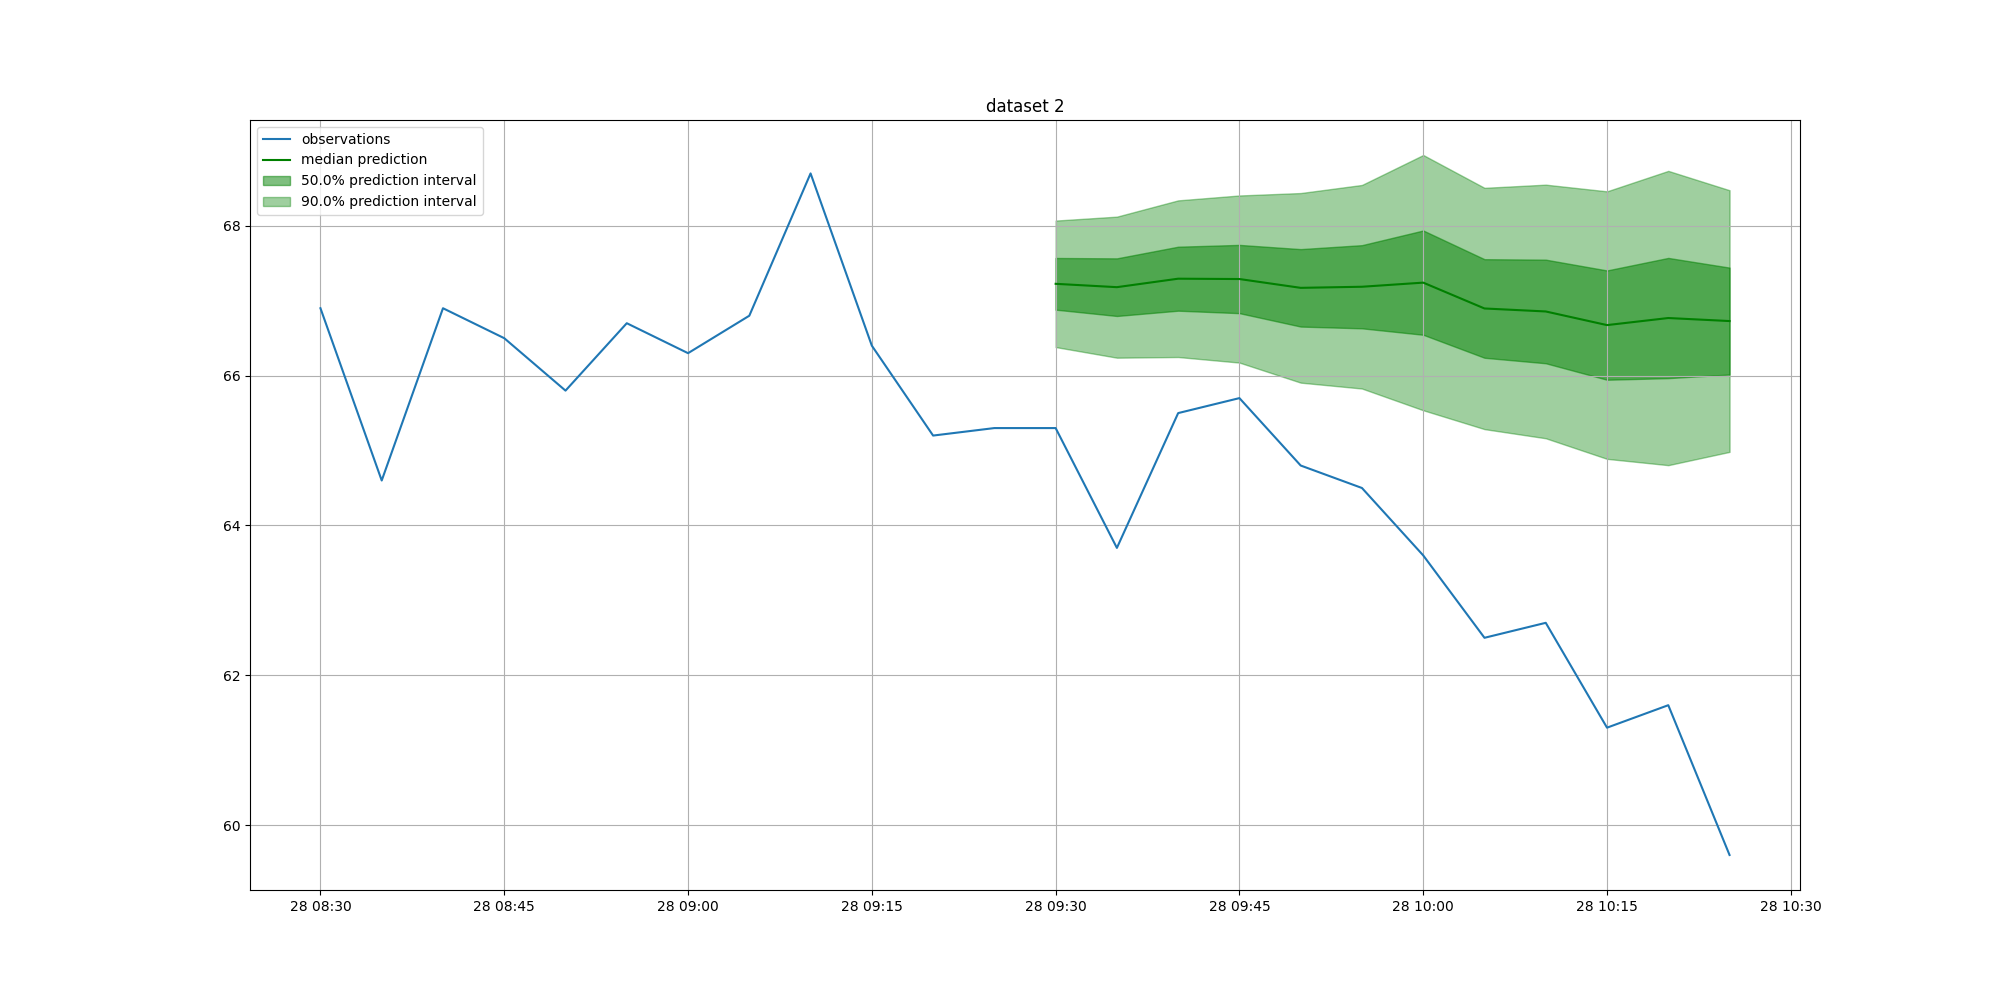 dataset 2
observations
median prediction
50.0% prediction interval
90.0% prediction interval
68
66
64
62
60
28 08:30 28 08:45 28 09:00 28 09:15 28 09:30 28 09:45 28 10:00 28 10:15 28 10:30